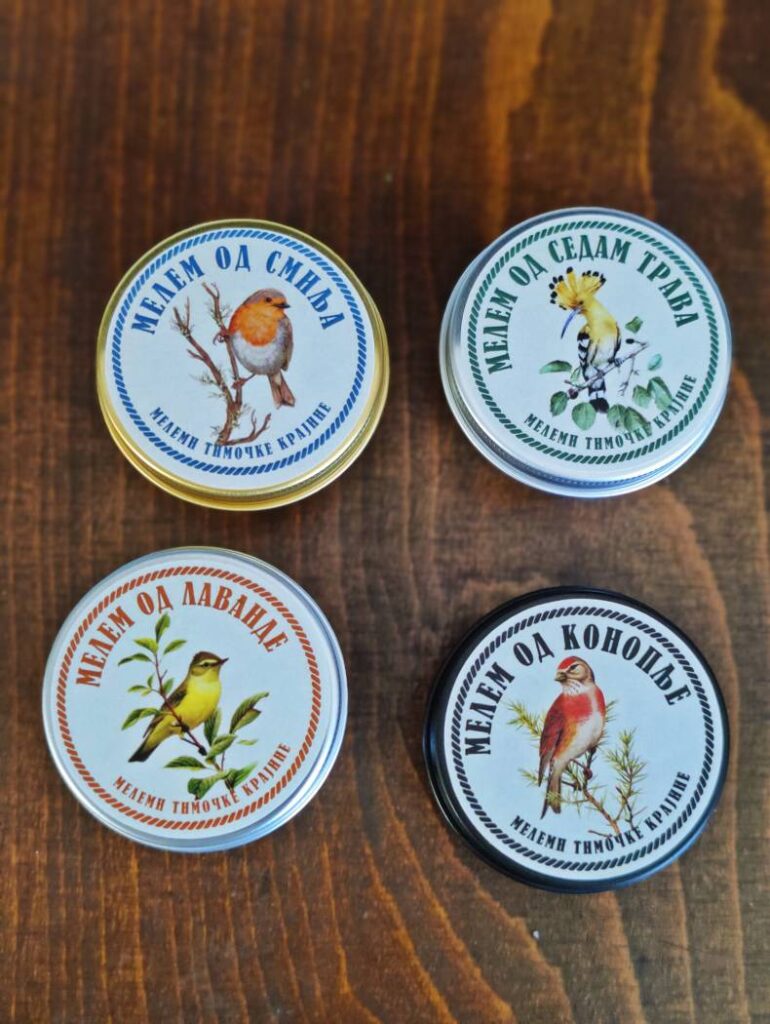 МЕЛЕМ ОД СМИЉА
МЕЛЕМИ ТИМОЧКЕ КРАЈИНЕ
МЕЛЕМ ОД СЕДАМ ТРАВА
МЕЛЕМИ ТИМОЧКЕ КРАЈИНЕ
МЕЛЕМ ОД ЛАВАНДЕ
МЕЛЕМИ ТИМОЧКЕ КРАЈИНЕ
МЕЛЕМ ОД КОНОПЉЕ
МЕЛЕМИ ТИМОЧКЕ КРАЈИНЕ